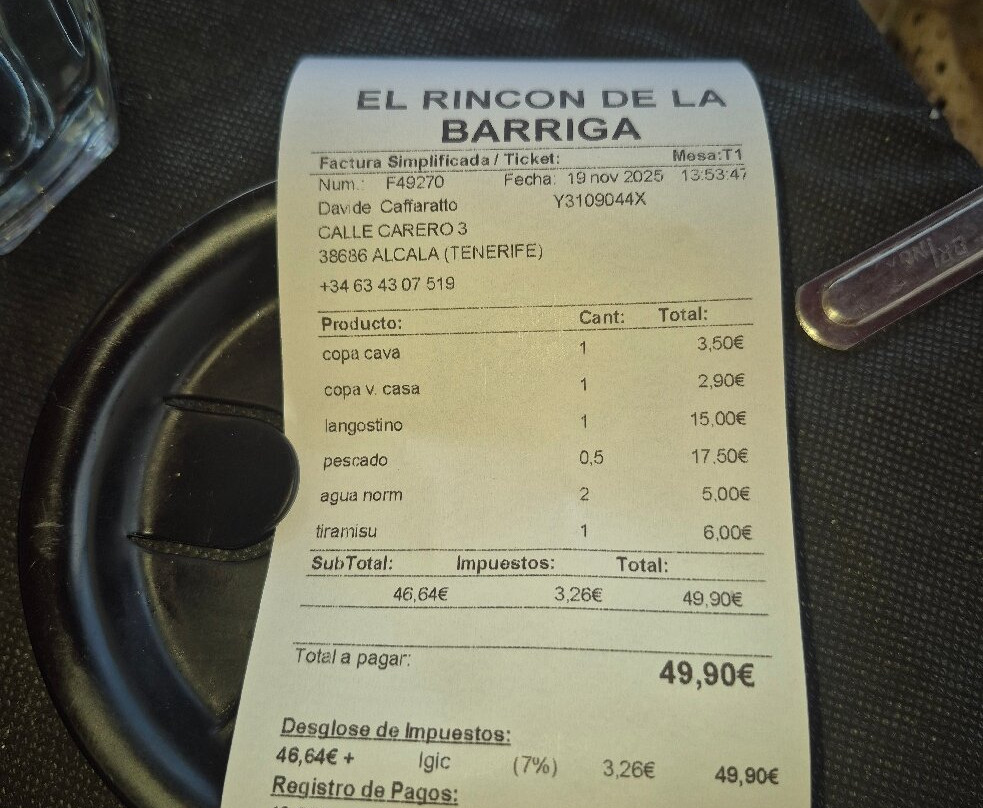 EL RINCON DE LA
BARRIGA
Factura Simplificada / Ticket: Mesa:T1
Num.: F49270 Fecha: 19 nov 2025 13:53:47
Davide Caffaratto Y3109044X
CALLE CARERO 3
38686 ALCALA (TENERIFE)
+34 63 43 07 519
Producto: Cant: Total:
copa cava 1 3,50€
copa v. casa 1 2,90€
langostino 1 15,00€
pescado 0,5 17,50€
agua norm 2 5,00€
tiramisu 1 6,00€
SubTotal: Impuestos: Total:
46,64€ 3,26€ 49,90€
Total a pagar: 49,90€
Desglose de Impuestos:
46,64€ + Igic (7%) 3,26€ 49,90€
Registro de Pagos: